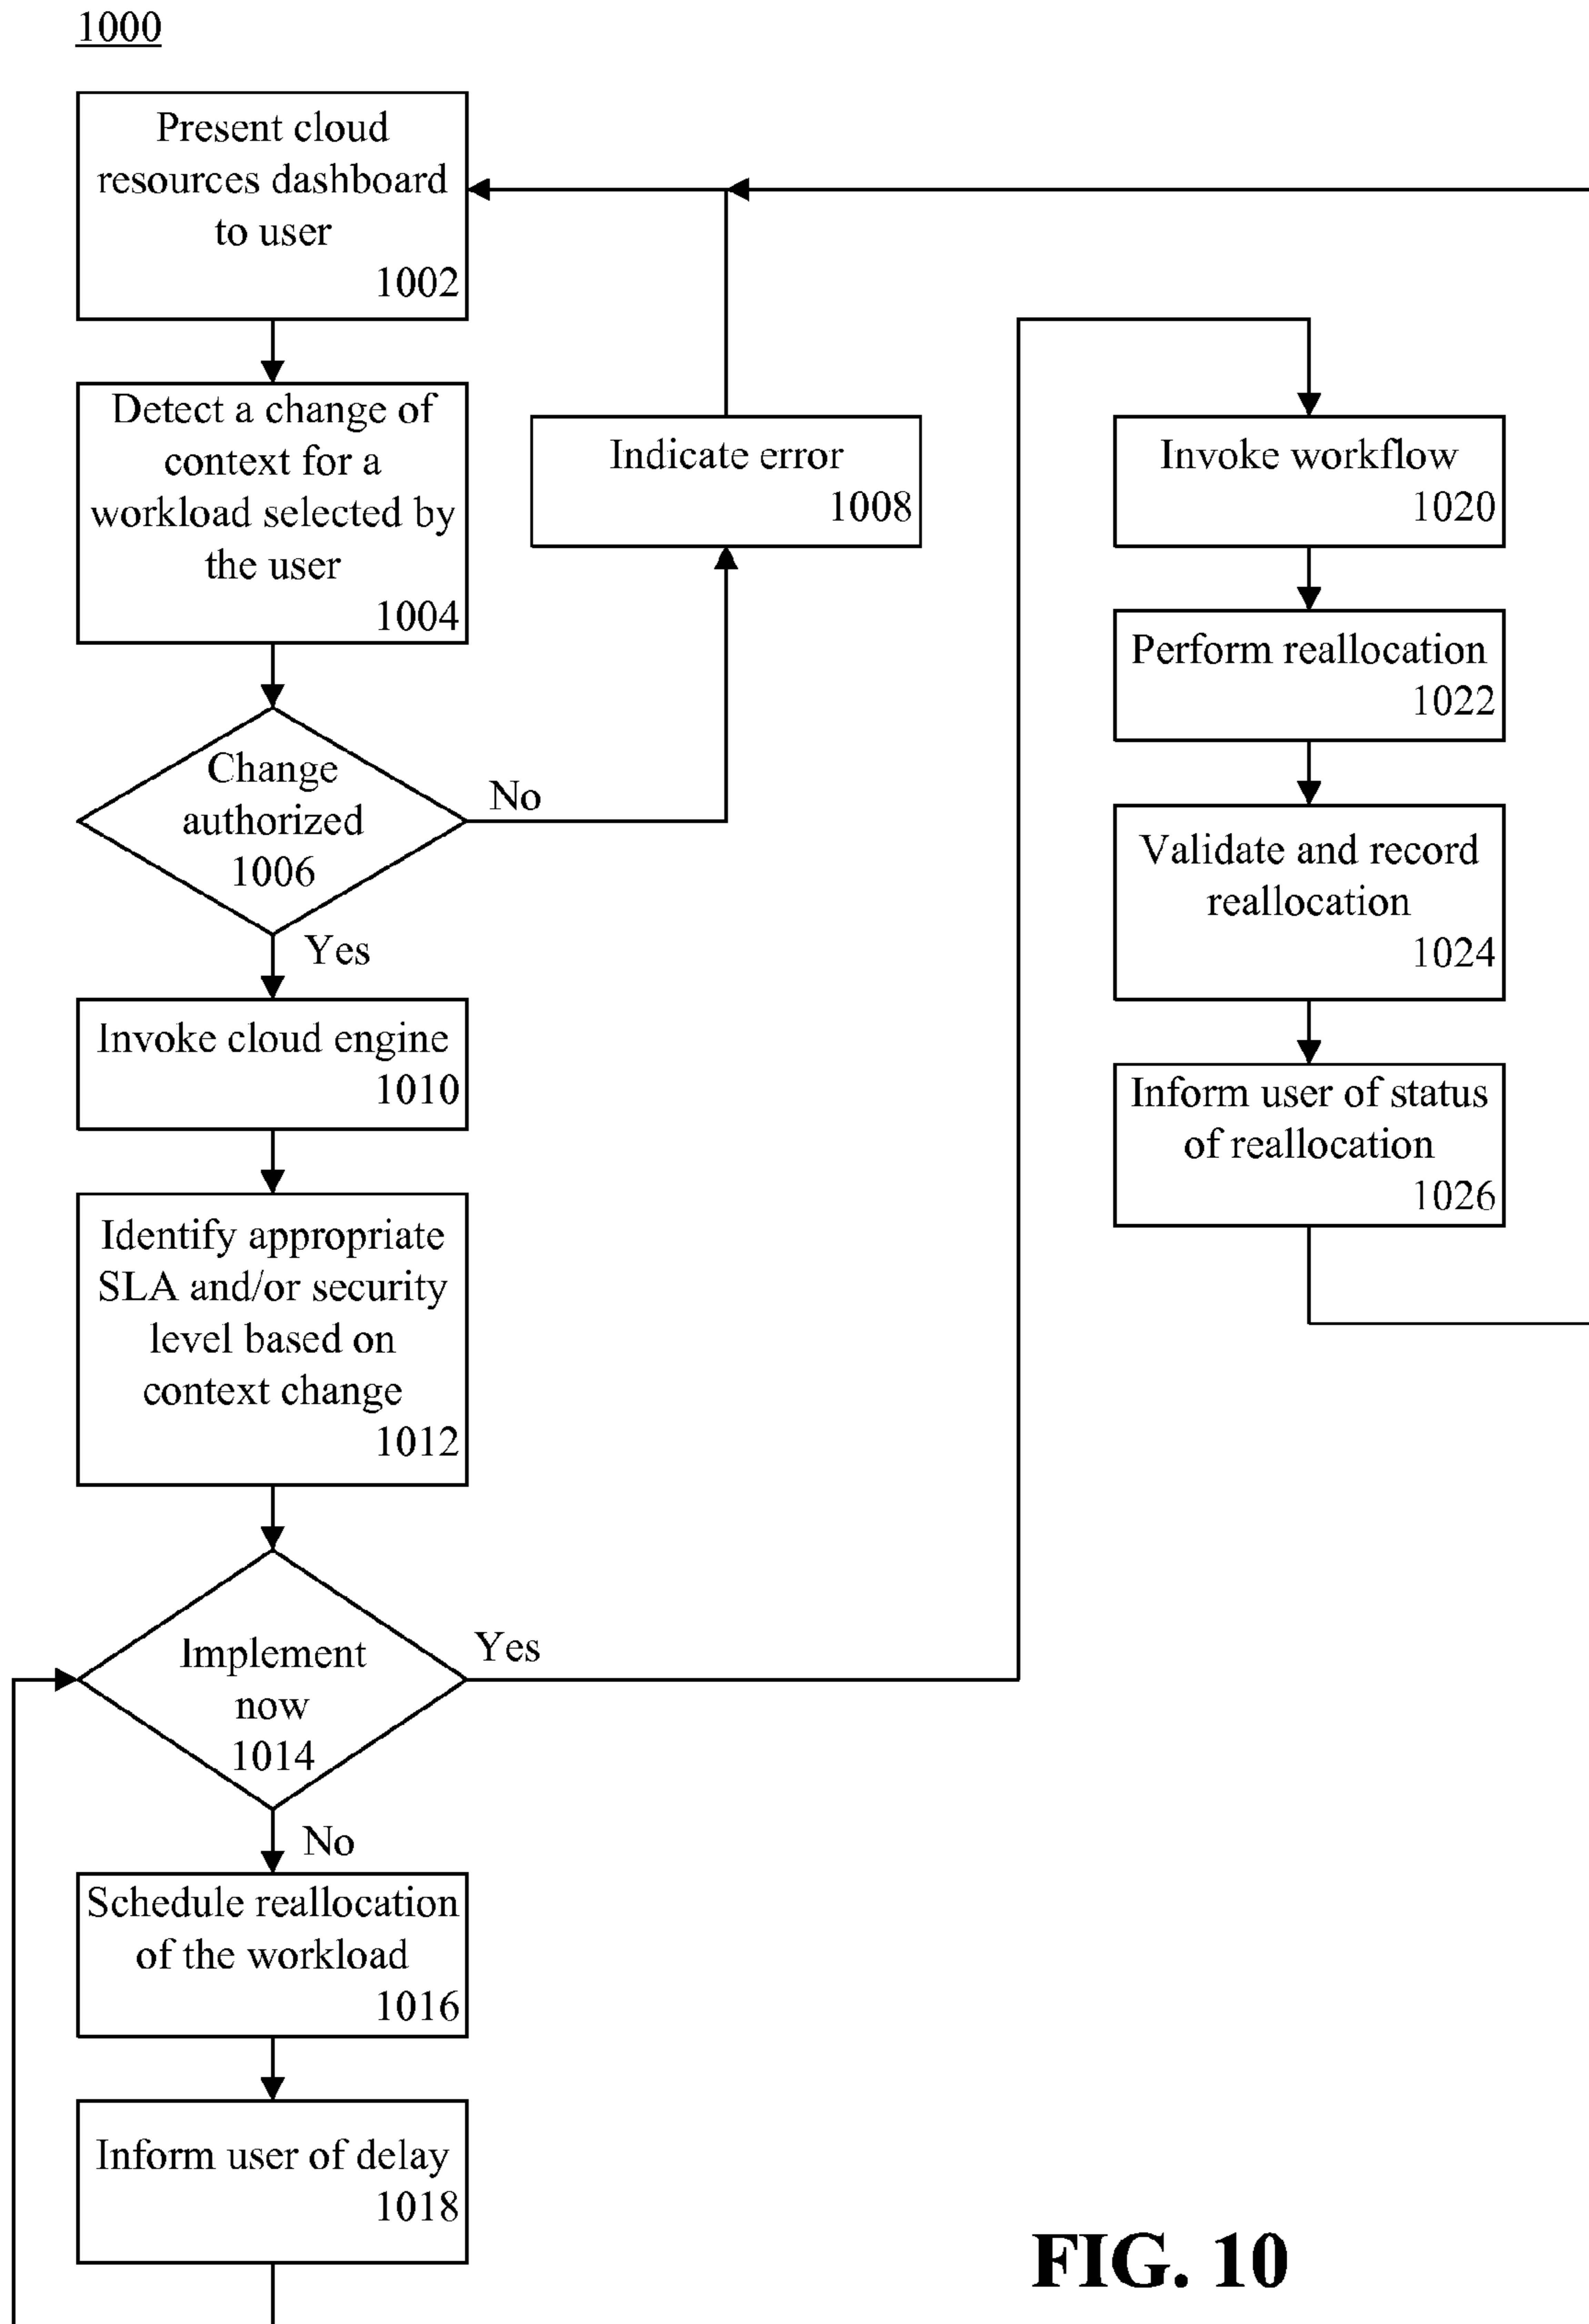 1000
Present cloud
resources dashboard
to user
1002
Detect a change of
context for a
workload selected by
the user
1004
Change
authorized
1006
No
Yes
Indicate error
1008
Invoke cloud engine
1010
Identify appropriate
SLA and/or security
level based on
context change
1012
Implement
now
1014
Yes
No
Schedule reallocation
of the workload
1016
Inform user of delay
1018
Invoke workflow
1020
Perform reallocation
1022
Validate and record
reallocation
1024
Inform user of status
of reallocation
1026
FIG. 10